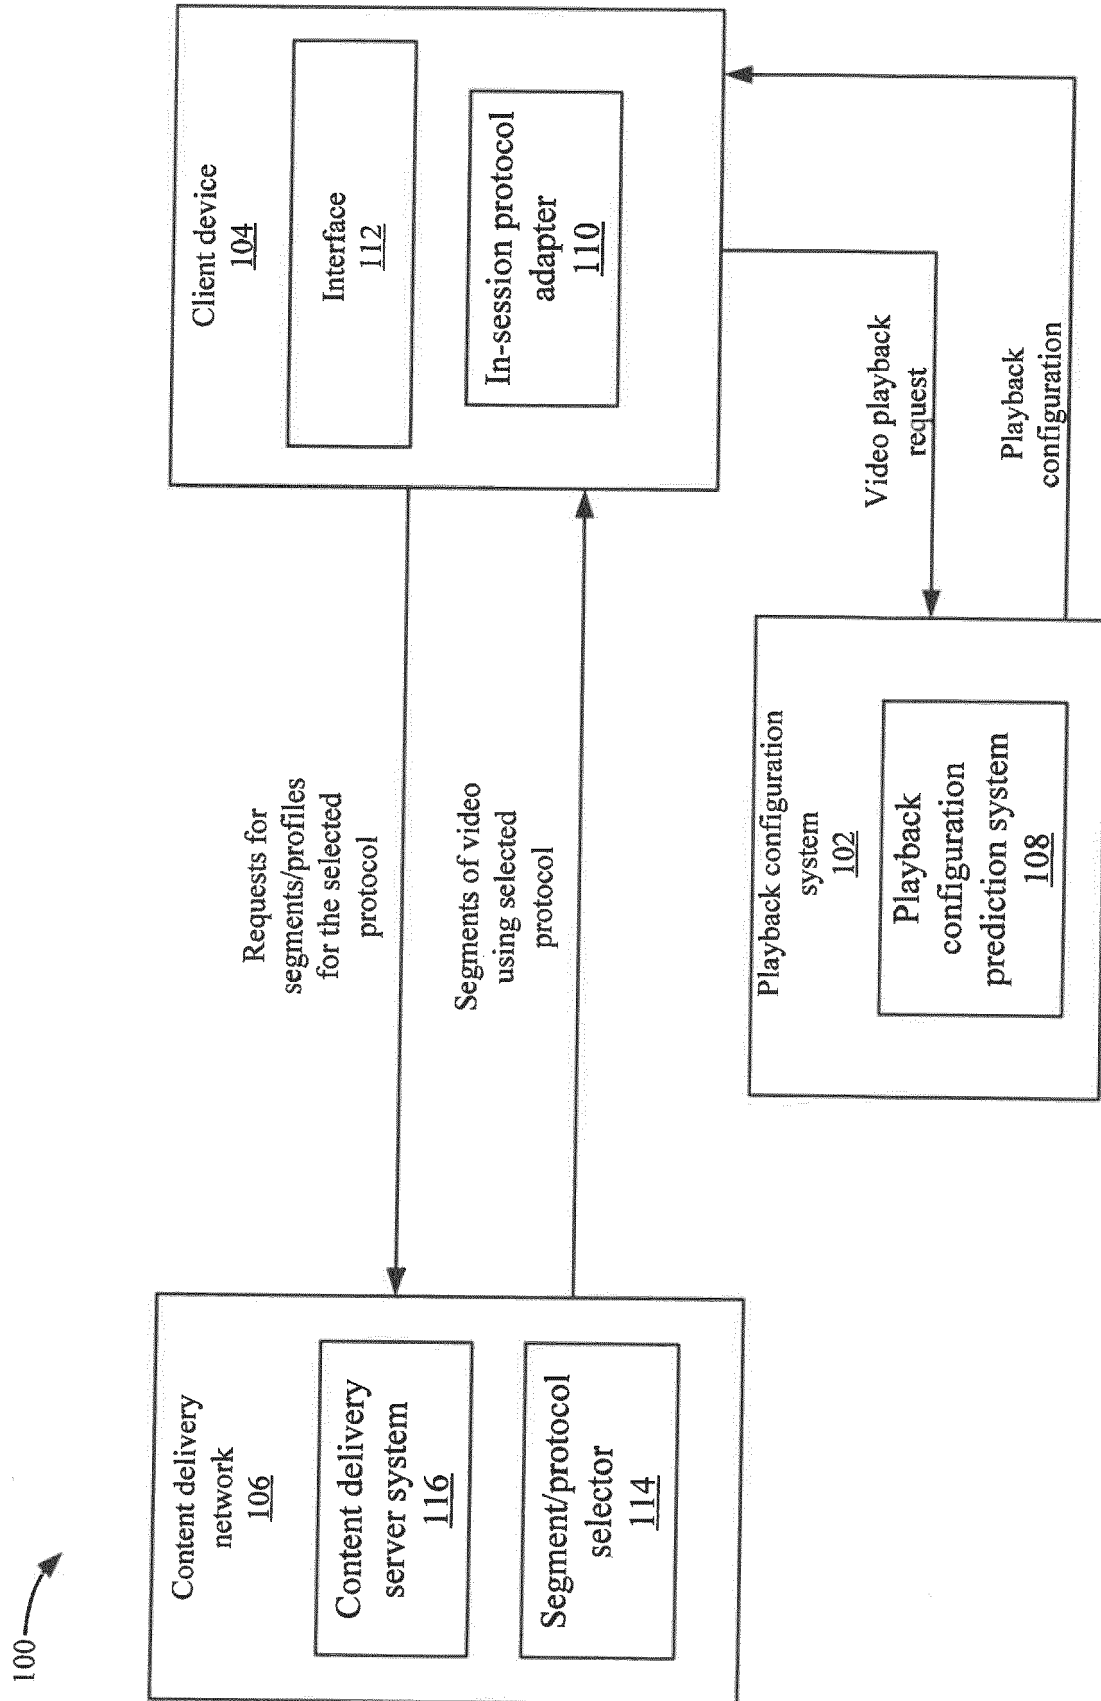 100
Content delivery
network
106
Content delivery
server system
116
Segment/protocol
selector
114
Requests for
segments/profiles
for the selected
protocol
Segments of video
using selected
protocol
Client device
104
Interface
112
In-session protocol
adapter
110
Video playback
request
Playback
configuration
Playback configuration
system
102
Playback
configuration
prediction system
108